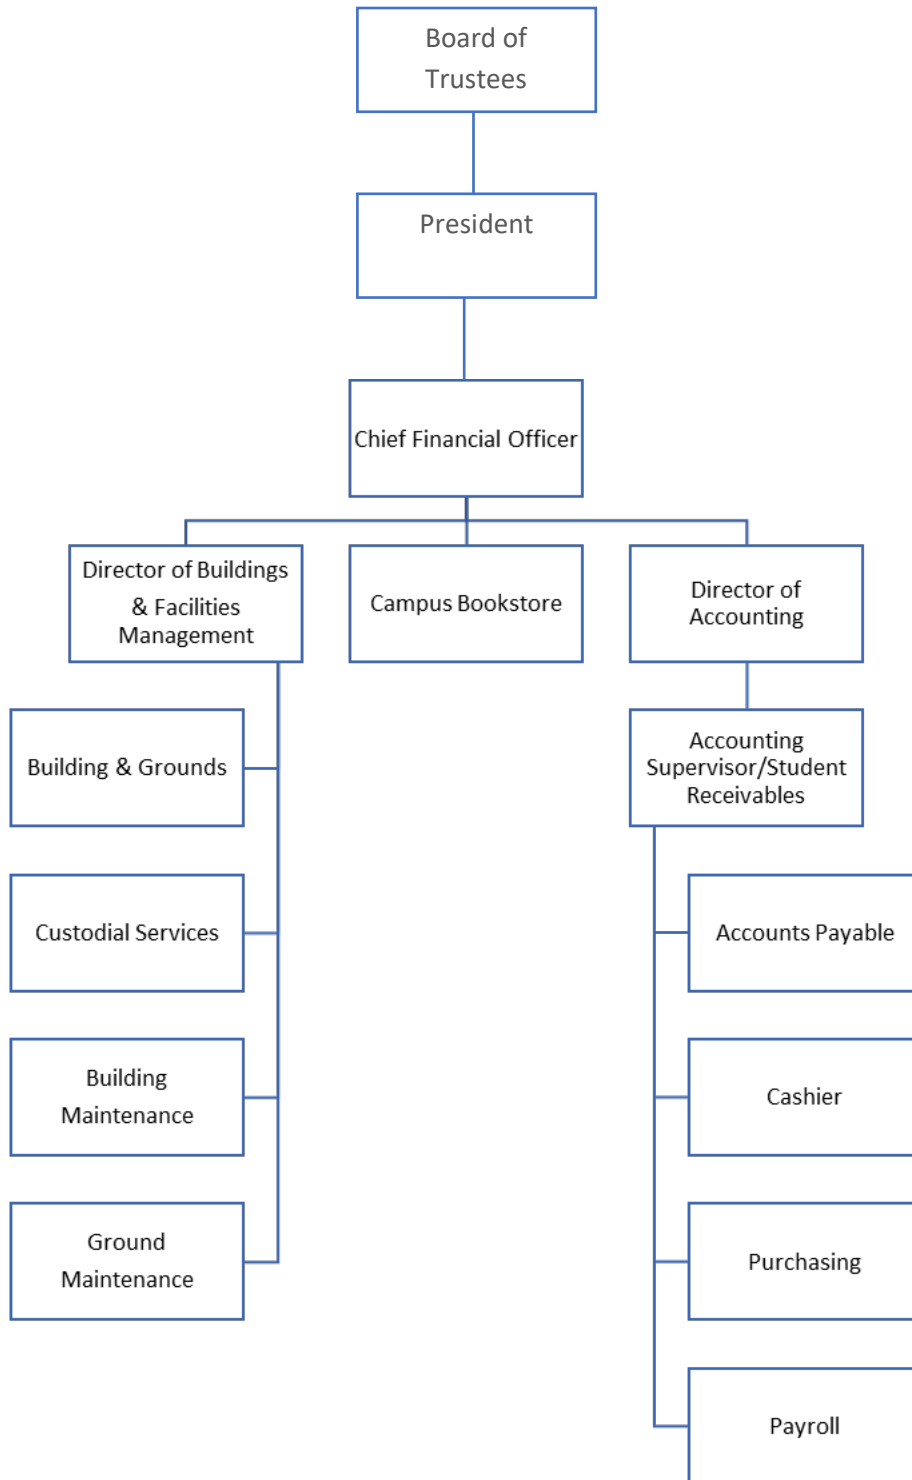 Board of
Trustees
President
Chief Financial Officer
Director of Buildings
& Facilities
Management
Campus Bookstore
Director of
Accounting
Building & Grounds
Accounting
Supervisor/Student
Receivables
Custodial Services
Accounts Payable
Building
Maintenance
Cashier
Ground
Maintenance
Purchasing
Payroll